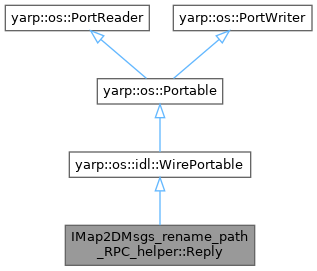 yarp::os::PortReader
yarp::os::PortWriter
yarp::os::Portable
yarp::os::idl::WirePortable
IMap2DMsgs_rename_path
_RPC_helper::Reply